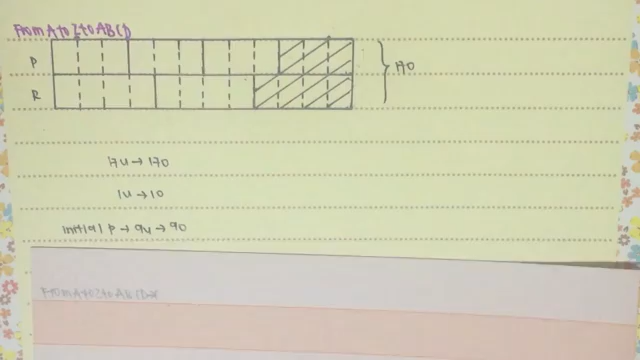 From A to Z to ABCD
P
170
R
17u → 170
1u → 10
initial P → 9u → 90
From A to Z to ABCD